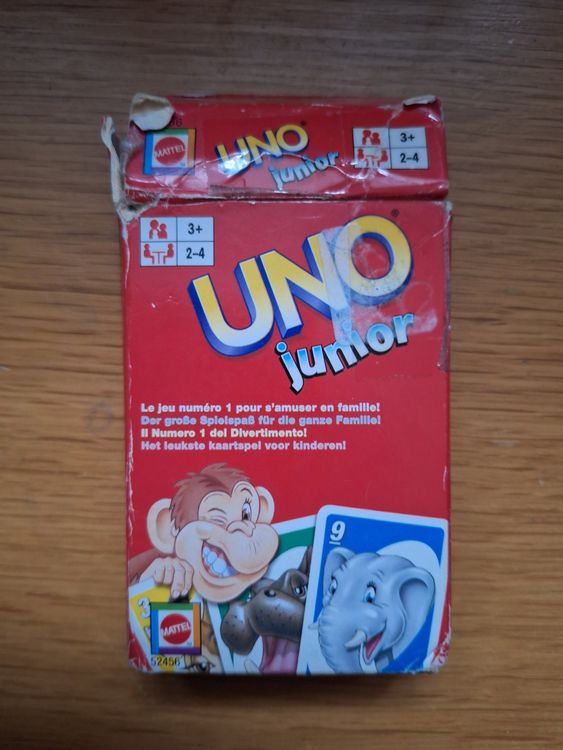 MATTEL
UNO®
junior
3+
2-4
3+
2-4
UNO®
junior
Le jeu numéro 1 pour s'amuser en famille!
Der große Spielspaß für die ganze Familie!
Il Numero 1 del Divertimento!
Het leukste kaartspel voor kinderen!
9
3
MATTEL
52456